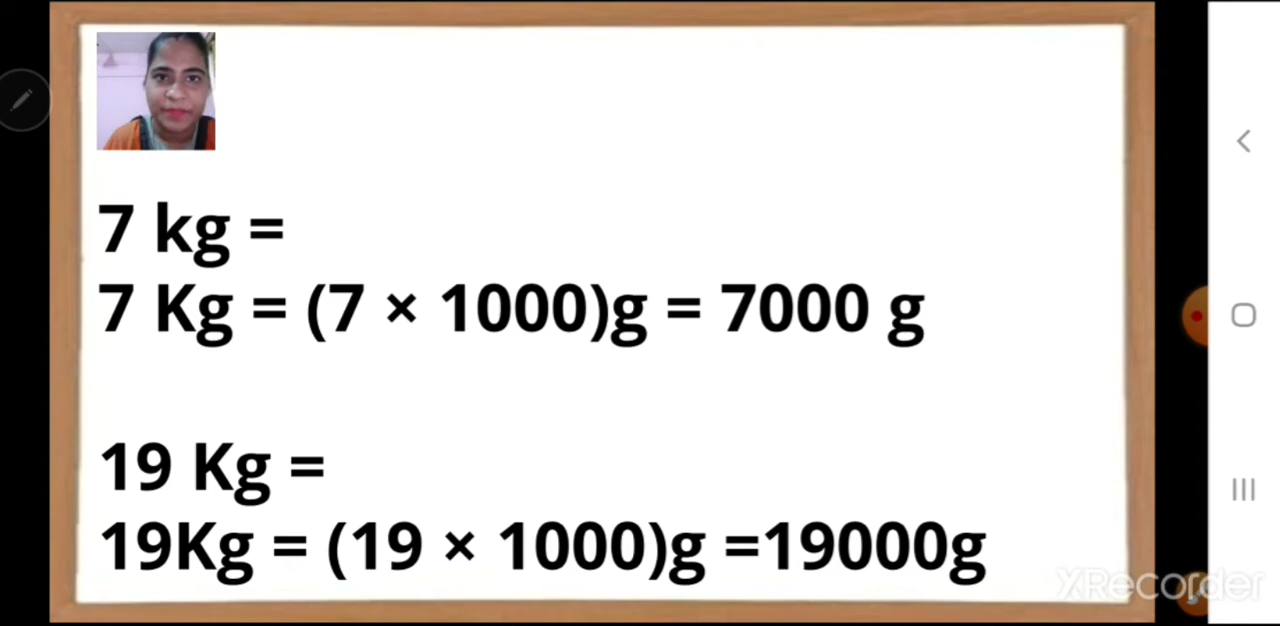 7 kg =
7 Kg = (7 × 1000)g = 7000 g
19 Kg =
19Kg = (19 × 1000)g =19000g
XRecorder